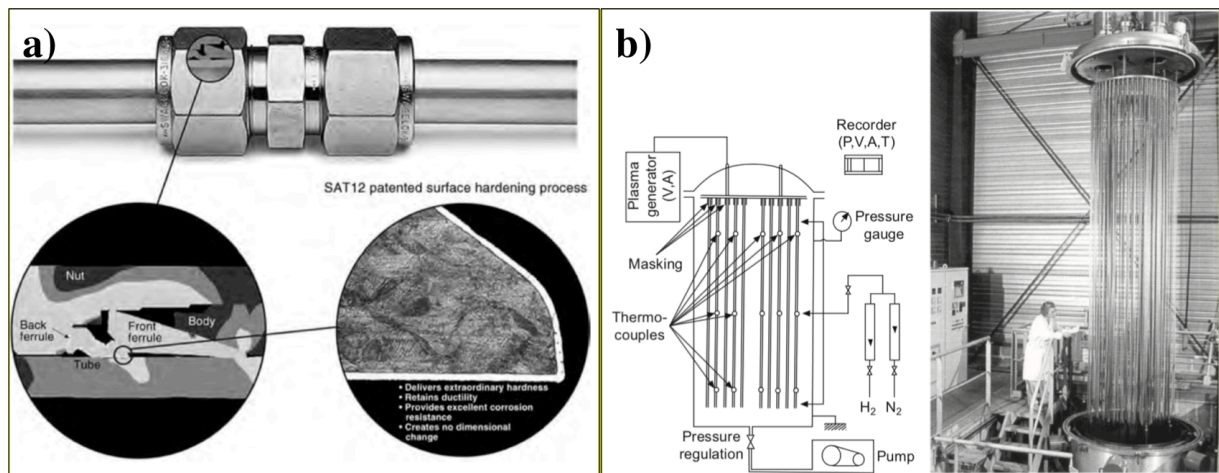 a)
SWAGELOK
SAT12 patented surface hardening process
Nut
Back
ferrule
Front
ferrule
Body
Tube
• Delivers extraordinary hardness
• Retains ductility
• Provides excellent corrosion
resistance
• Creates no dimensional
change
b)
Recorder
(P,V,A,T)
Plasma
generator
(V,A)
Pressure
gauge
Masking
Thermo-
couples
H₂ N₂
Pressure
regulation
Pump